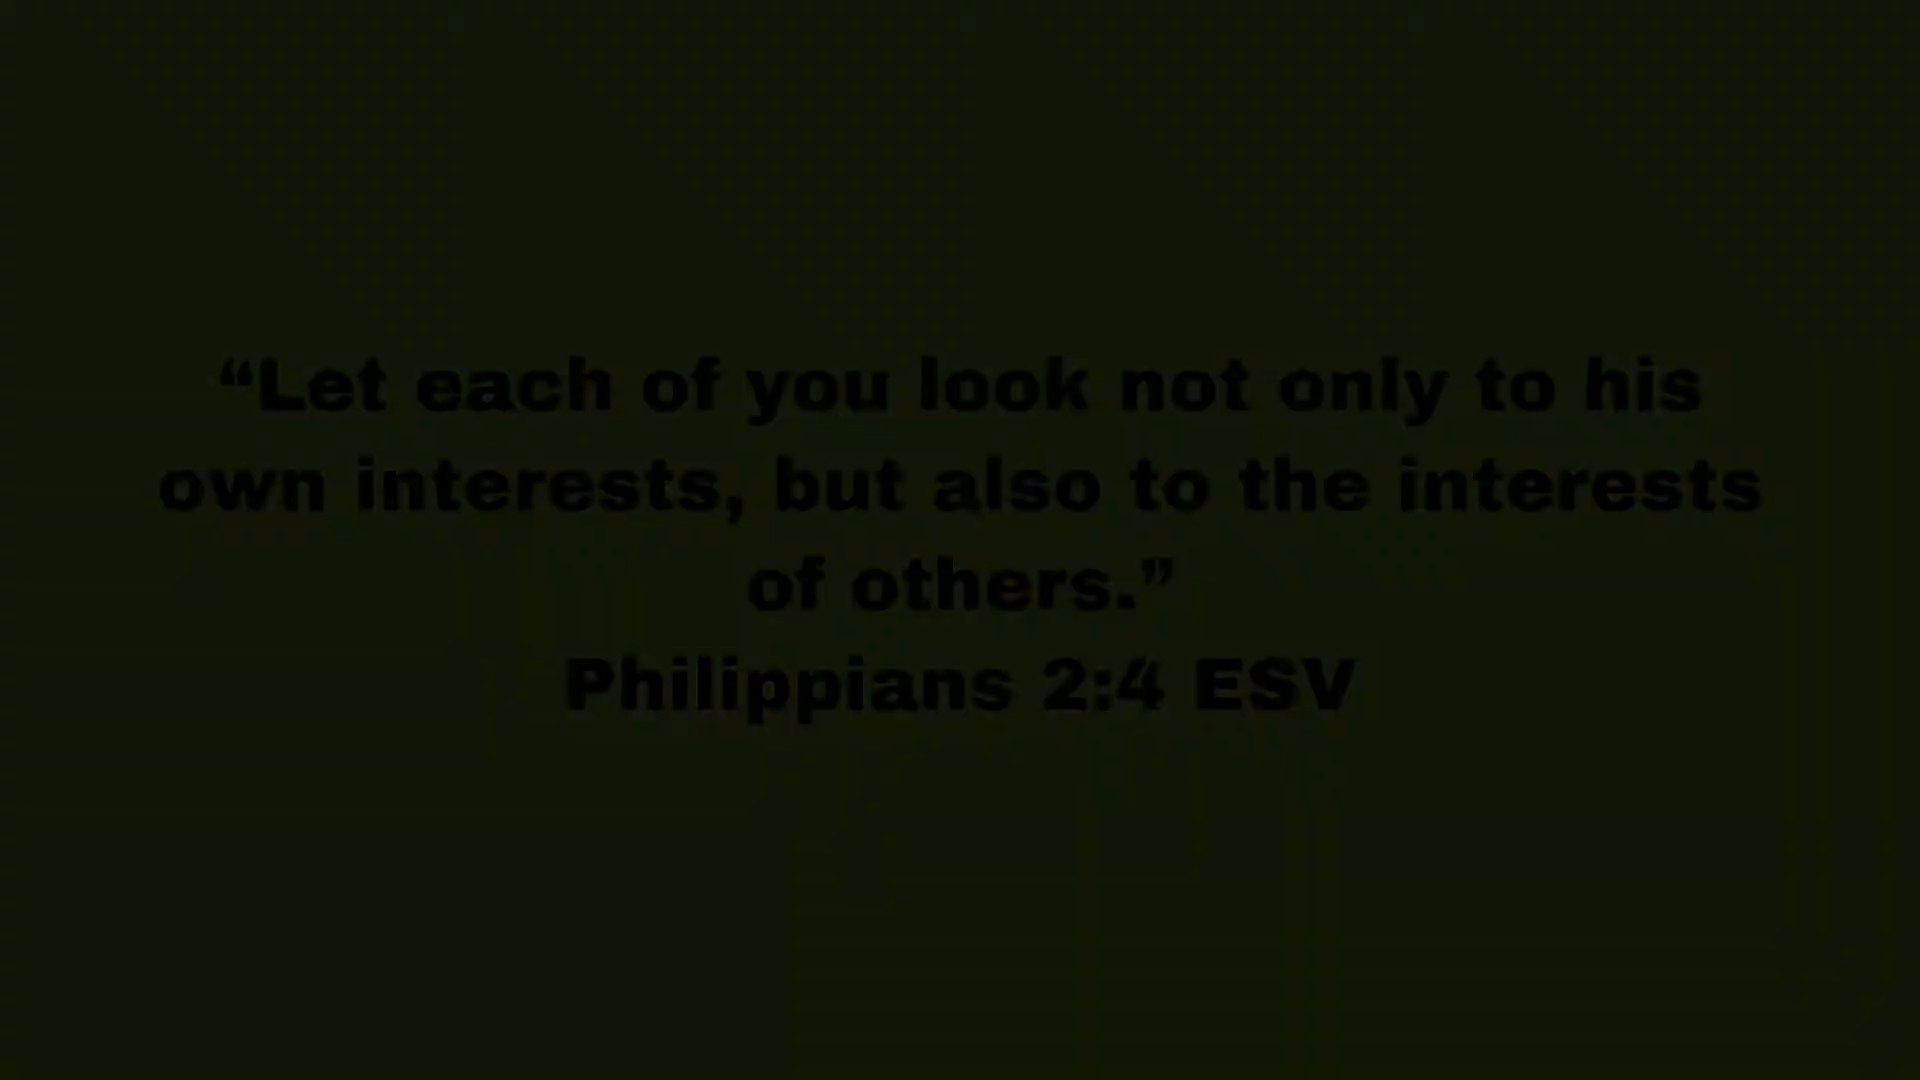 “Let each of you look not only to his
own interests, but also to the interests
of others.”
Philippians 2:4 ESV